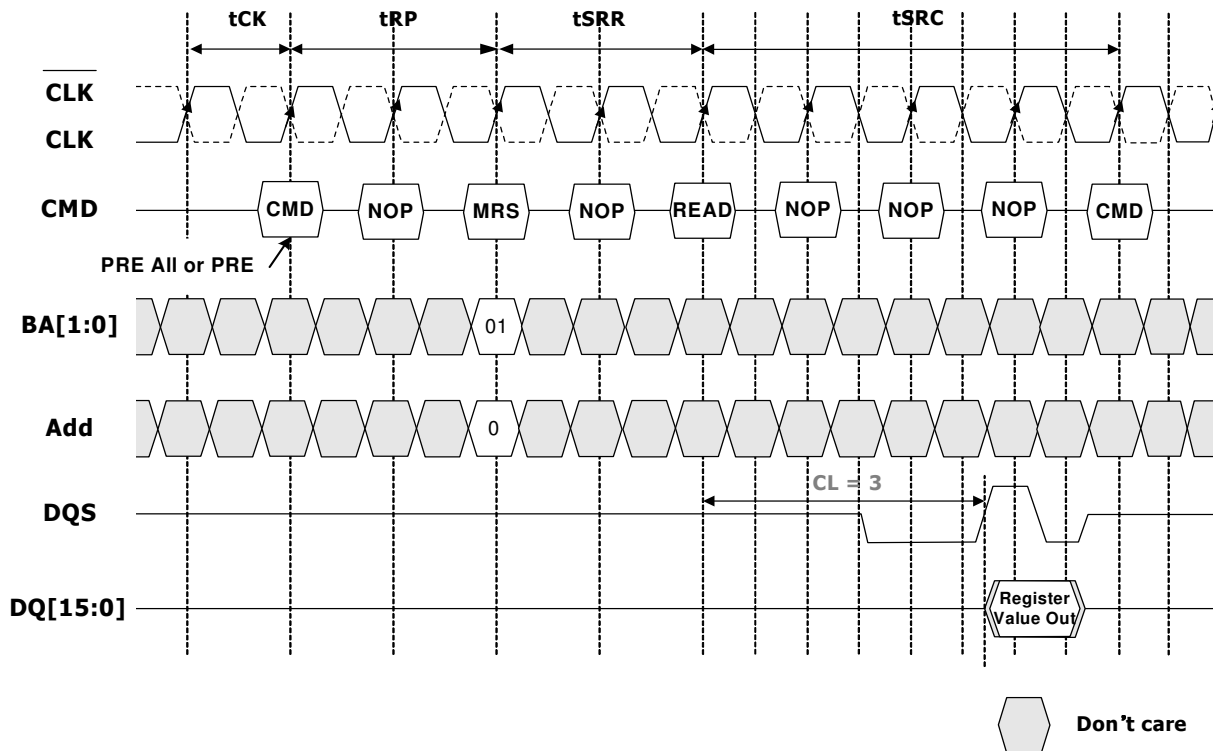 tCK tRP tSRR tSRC
CLK
CLK
CMD CMD NOP MRS NOP READ NOP NOP NOP CMD
PRE All or PRE
BA[1:0] 01
Add 0
CL = 3
DQS
DQ[15:0] Register
Value Out
Don't care